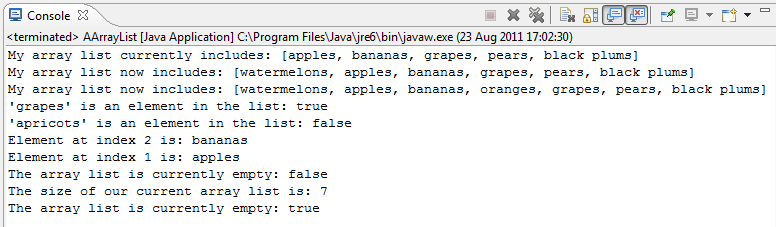 Console
<terminated> AArrayList [Java Application] C:\Program Files\Java\jre6\bin\javaw.exe (23 Aug 2011 17:02:30)
My array list currently includes: [apples, bananas, grapes, pears, black plums]
My array list now includes: [watermelons, apples, bananas, grapes, pears, black plums]
My array list now includes: [watermelons, apples, bananas, oranges, grapes, pears, black plums]
'grapes' is an element in the list: true
'apricots' is an element in the list: false
Element at index 2 is: bananas
Element at index 1 is: apples
The array list is currently empty: false
The size of our current array list is: 7
The array list is currently empty: true